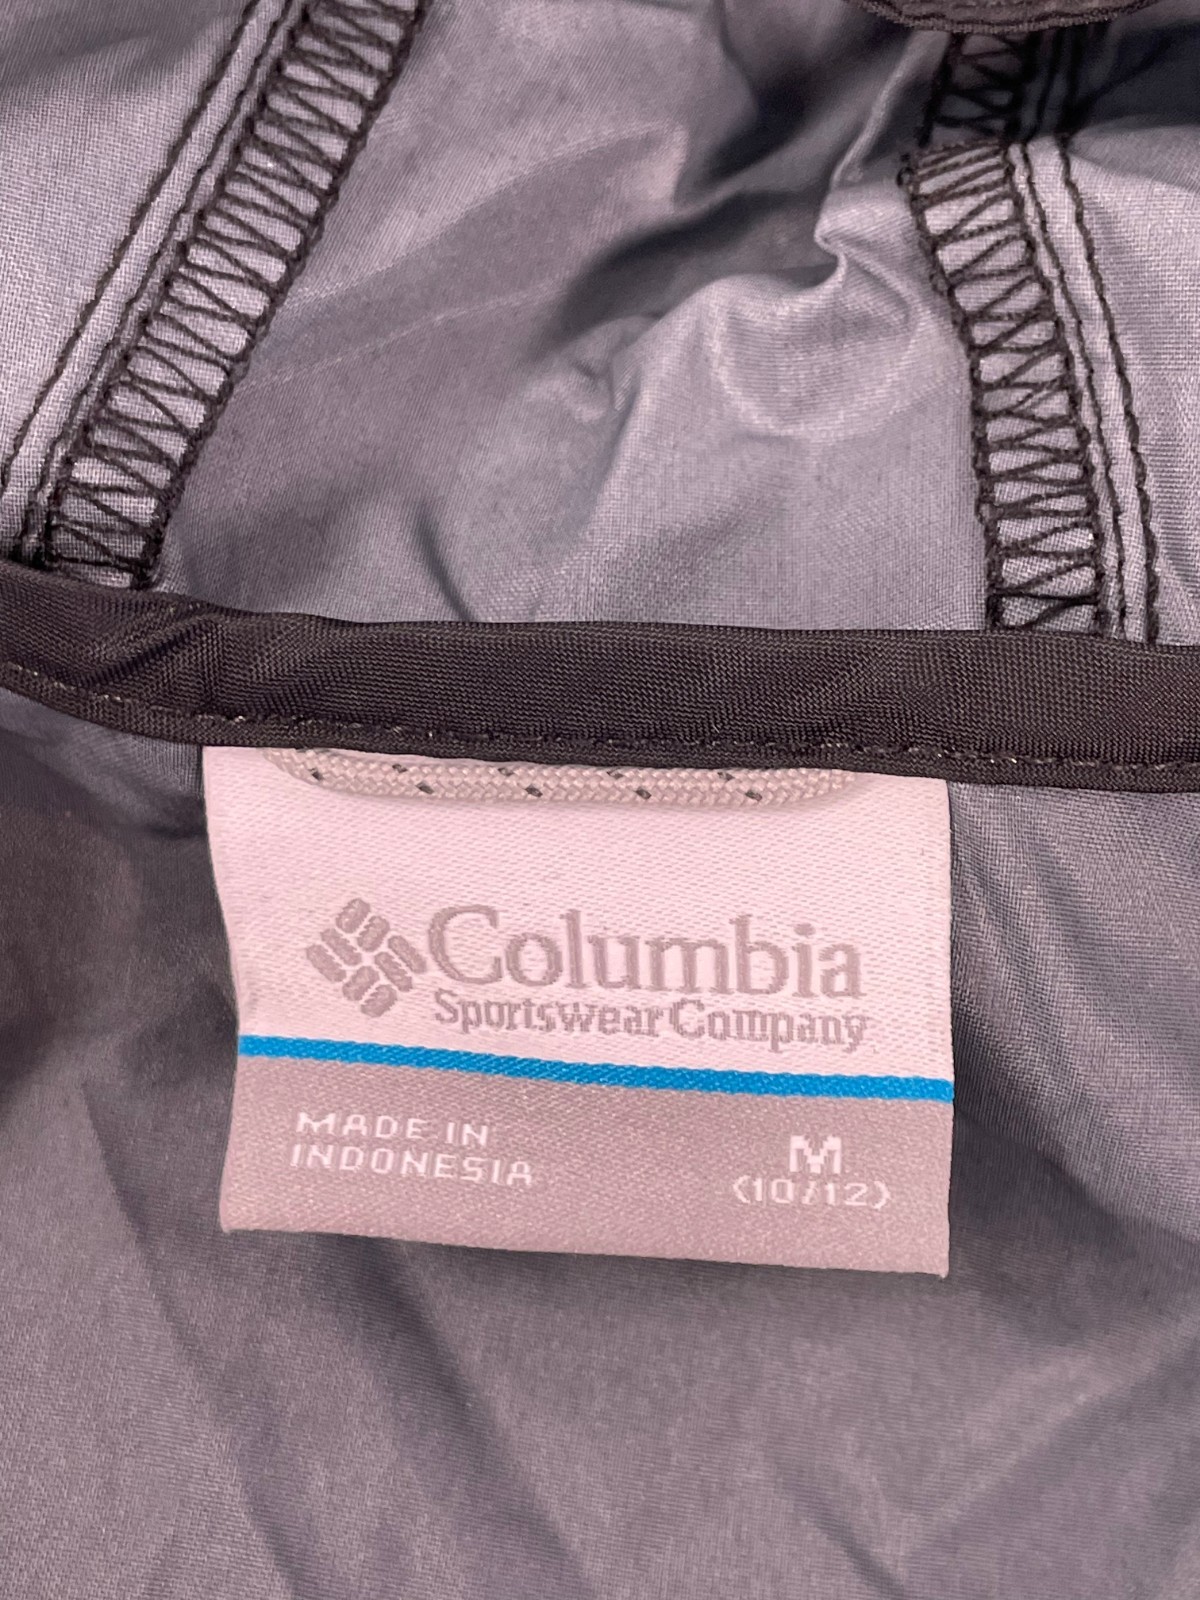 Columbia
Sportswear Company
MADE IN
INDONESIA
M
(10/12)